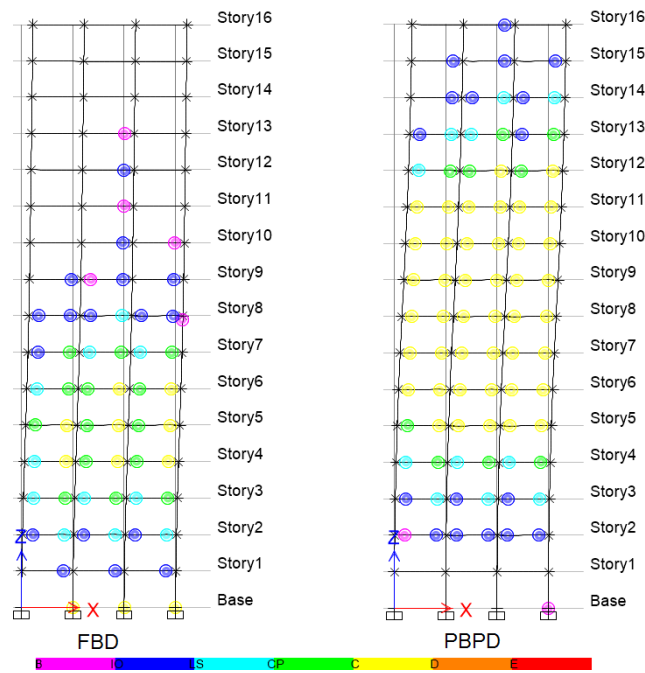 Story16
Story15
Story14
Story13
Story12
Story11
Story10
Story9
Story8
Story7
Story6
Story5
Story4
Story3
Story2
Story1
Base
Z
X
FBD
Story16
Story15
Story14
Story13
Story12
Story11
Story10
Story9
Story8
Story7
Story6
Story5
Story4
Story3
Story2
Story1
Base
Z
X
PBPD
B IO LS CP C D E